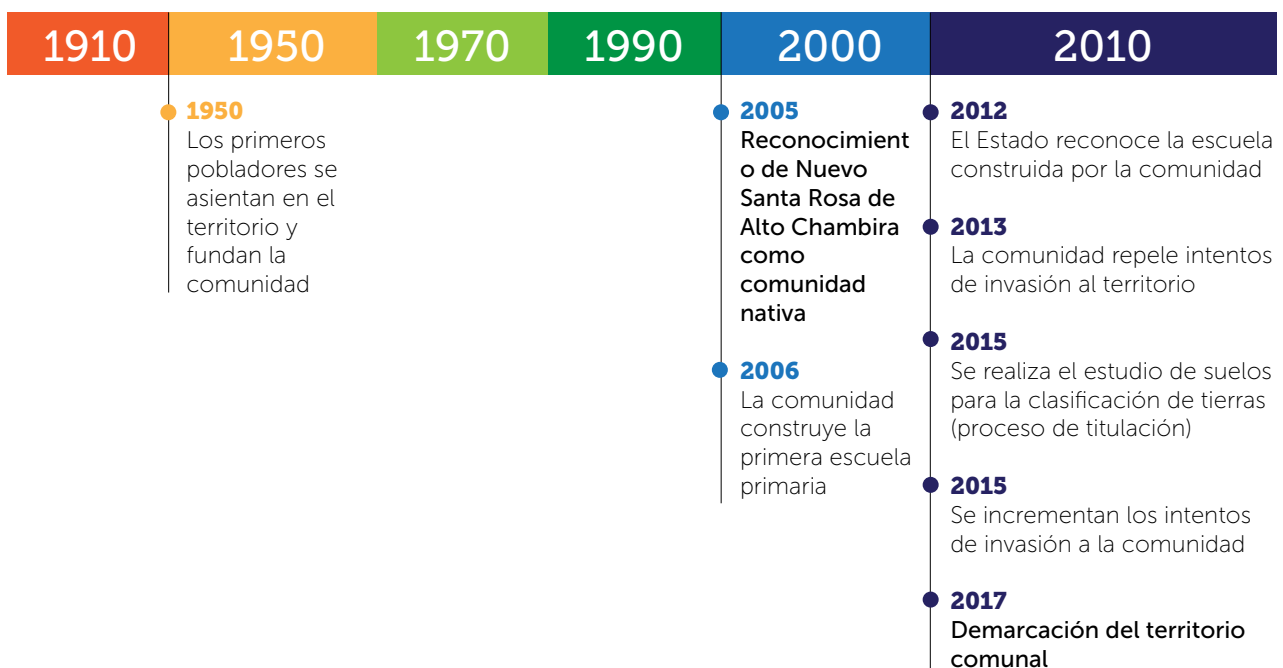 1910
1950
1970
1990
2000
2010
1950
Los primeros
pobladores se
asientan en el
territorio y
fundan la
comunidad
2005
Reconocimient
o de Nuevo
Santa Rosa de
Alto Chambira
como
comunidad
nativa
2006
La comunidad
construye la
primera escuela
primaria
2012
El Estado reconoce la escuela
construida por la comunidad
2013
La comunidad repele intentos
de invasión al territorio
2015
Se realiza el estudio de suelos
para la clasificación de tierras
(proceso de titulación)
2015
Se incrementan los intentos
de invasión a la comunidad
2017
Demarcación del territorio
comunal